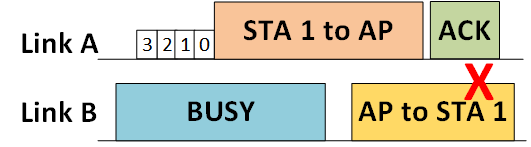 Link A 3 2 1 0 STA 1 to AP ACK
X
Link B BUSY AP to STA 1